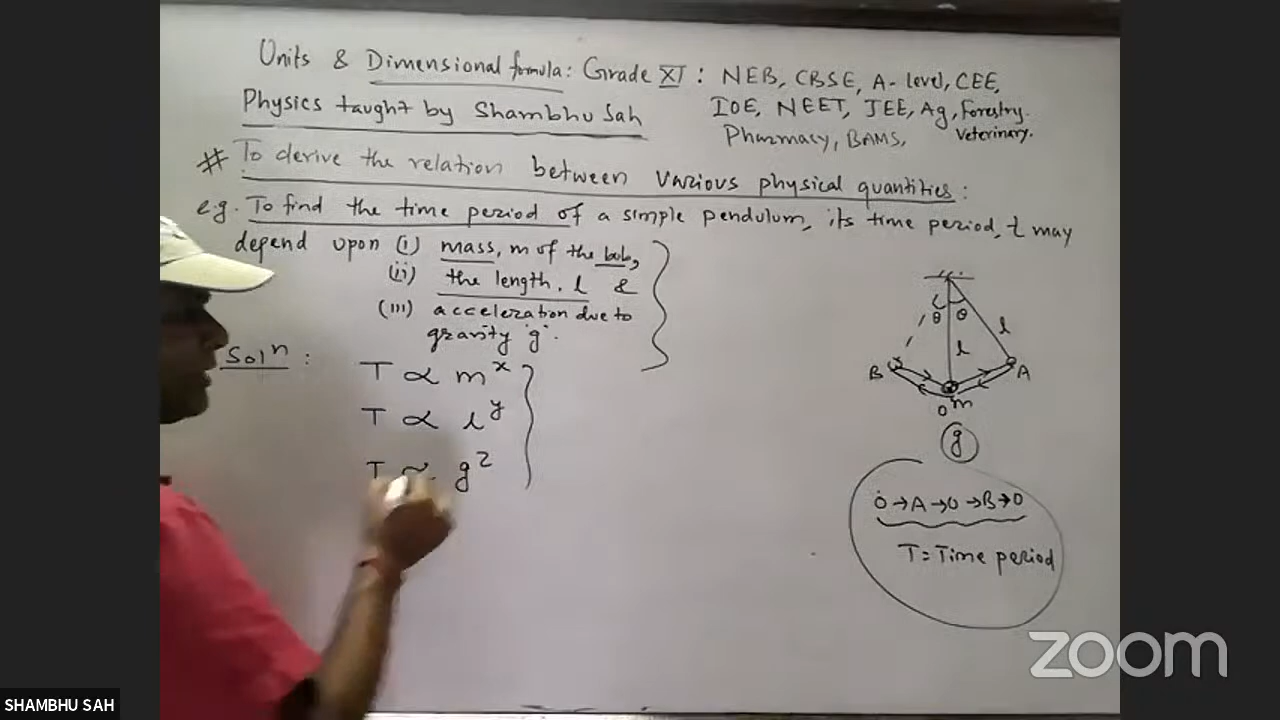 Units & Dimensional formula: Grade XI : NEB, CBSE, A-level, CEE,
Physics taught by Shambhu Sah
IOE, NEET, JEE, Ag, Forestry.
Pharmacy, BAMS, Veterinary.
# To derive the relation between various physical quantities:
e.g. To find the time period of a simple pendulum, its time period, t may
depend upon (i) mass, m of the bob,
(ii) the length, l &
(iii) acceleration due to
gravity 'g'.
Solⁿ :
T ∝ m^x
T ∝ l^y
T ∝ g^z
θ θ
l
l
B
A
O m
g
O→A→O→B→O
T = Time period
zoom
SHAMBHU SAH